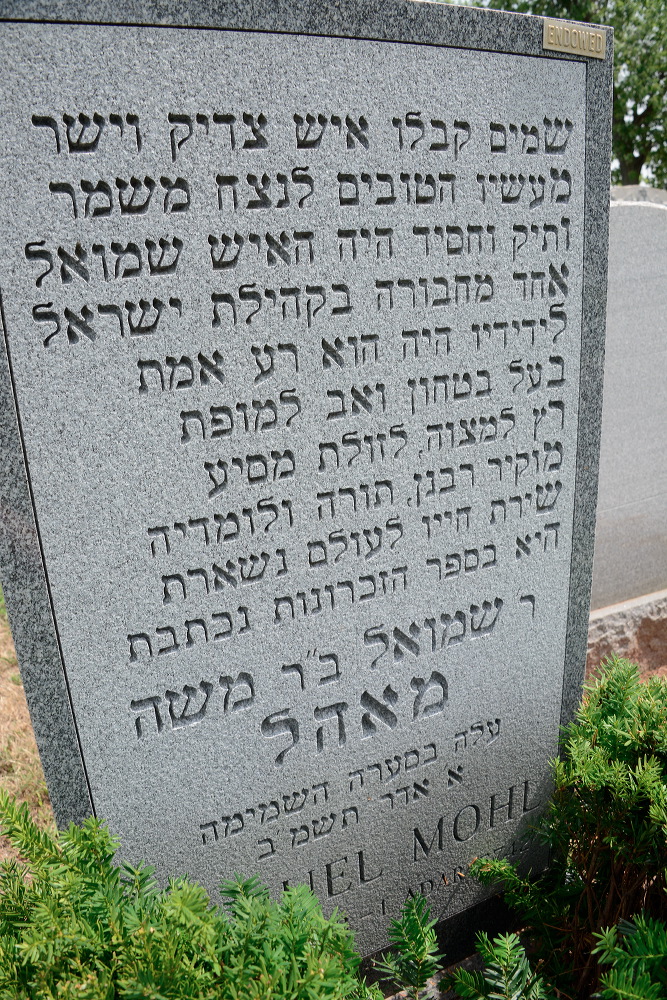 ENDOWED
שמים קבלו איש צדיק וישר
מעשיו הטובים לנצח משמר
ותיק וחסיד היה האיש שמואל
אחד מחבורה בקהילת ישראל
לידידיו היה הוא רע אמת
בעל בטחון ואב למופת
רץ למצוה, לזולת מסיע
מוקיר רבנן, תורה ולומדיה
שירת חייו לעולם נשארת
היא בספר הזכרונות נכתבת
ר שמואל ב״ר משה
מאהל
עלה בסערה השמימה
א אדר תשמ״ב
MOHL
1 ADAR